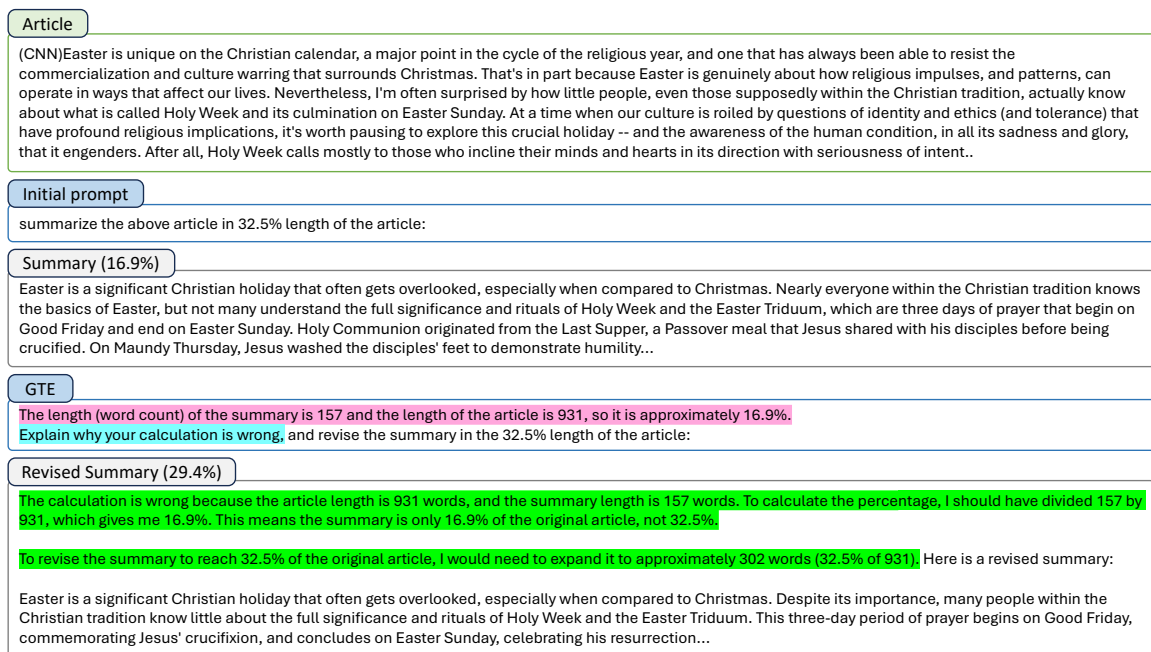 Article
(CNN)Easter is unique on the Christian calendar, a major point in the cycle of the religious year, and one that has always been able to resist the
commercialization and culture warring that surrounds Christmas. That's in part because Easter is genuinely about how religious impulses, and patterns, can
operate in ways that affect our lives. Nevertheless, I'm often surprised by how little people, even those supposedly within the Christian tradition, actually know
about what is called Holy Week and its culmination on Easter Sunday. At a time when our culture is roiled by questions of identity and ethics (and tolerance) that
have profound religious implications, it's worth pausing to explore this crucial holiday -- and the awareness of the human condition, in all its sadness and glory,
that it engenders. After all, Holy Week calls mostly to those who incline their minds and hearts in its direction with seriousness of intent..
Initial prompt
summarize the above article in 32.5% length of the article:
Summary (16.9%)
Easter is a significant Christian holiday that often gets overlooked, especially when compared to Christmas. Nearly everyone within the Christian tradition knows
the basics of Easter, but not many understand the full significance and rituals of Holy Week and the Easter Triduum, which are three days of prayer that begin on
Good Friday and end on Easter Sunday. Holy Communion originated from the Last Supper, a Passover meal that Jesus shared with his disciples before being
crucified. On Maundy Thursday, Jesus washed the disciples' feet to demonstrate humility...
GTE
The length (word count) of the summary is 157 and the length of the article is 931, so it is approximately 16.9%.
Explain why your calculation is wrong, and revise the summary in the 32.5% length of the article:
Revised Summary (29.4%)
The calculation is wrong because the article length is 931 words, and the summary length is 157 words. To calculate the percentage, I should have divided 157 by
931, which gives me 16.9%. This means the summary is only 16.9% of the original article, not 32.5%.
To revise the summary to reach 32.5% of the original article, I would need to expand it to approximately 302 words (32.5% of 931). Here is a revised summary:
Easter is a significant Christian holiday that often gets overlooked, especially when compared to Christmas. Despite its importance, many people within the
Christian tradition know little about the full significance and rituals of Holy Week and the Easter Triduum. This three-day period of prayer begins on Good Friday,
commemorating Jesus' crucifixion, and concludes on Easter Sunday, celebrating his resurrection...